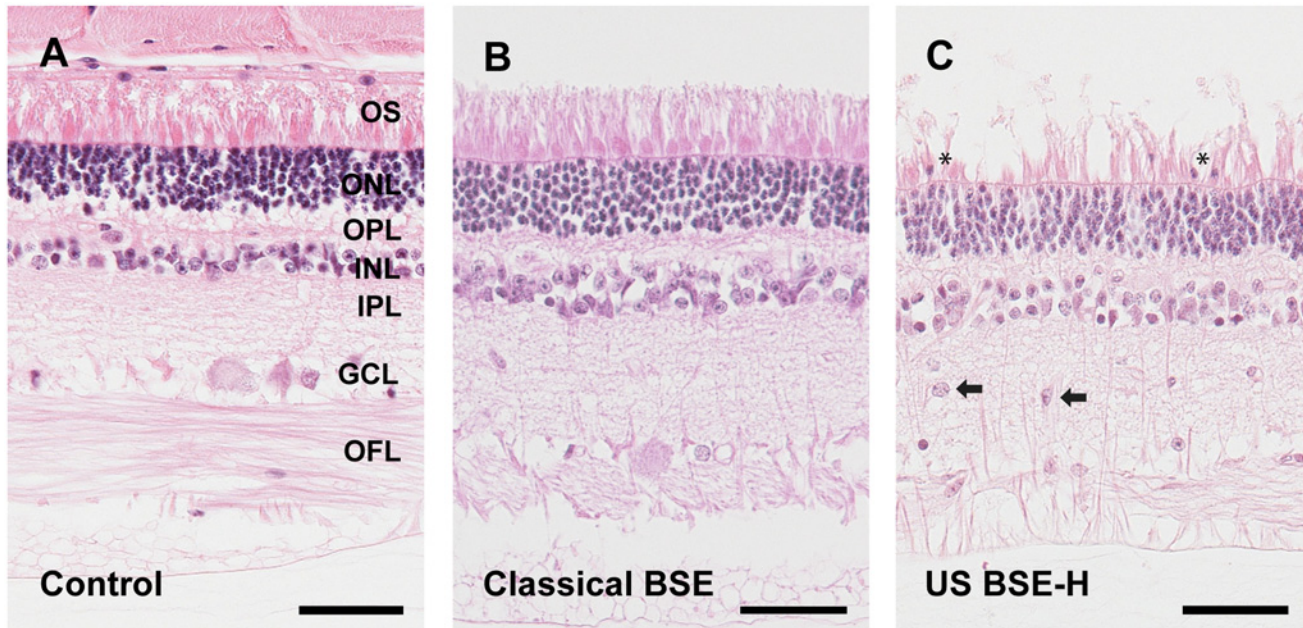 A
OS
ONL
OPL
INL
IPL
GCL
OFL
Control
B
Classical BSE
C
*
*
US BSE-H